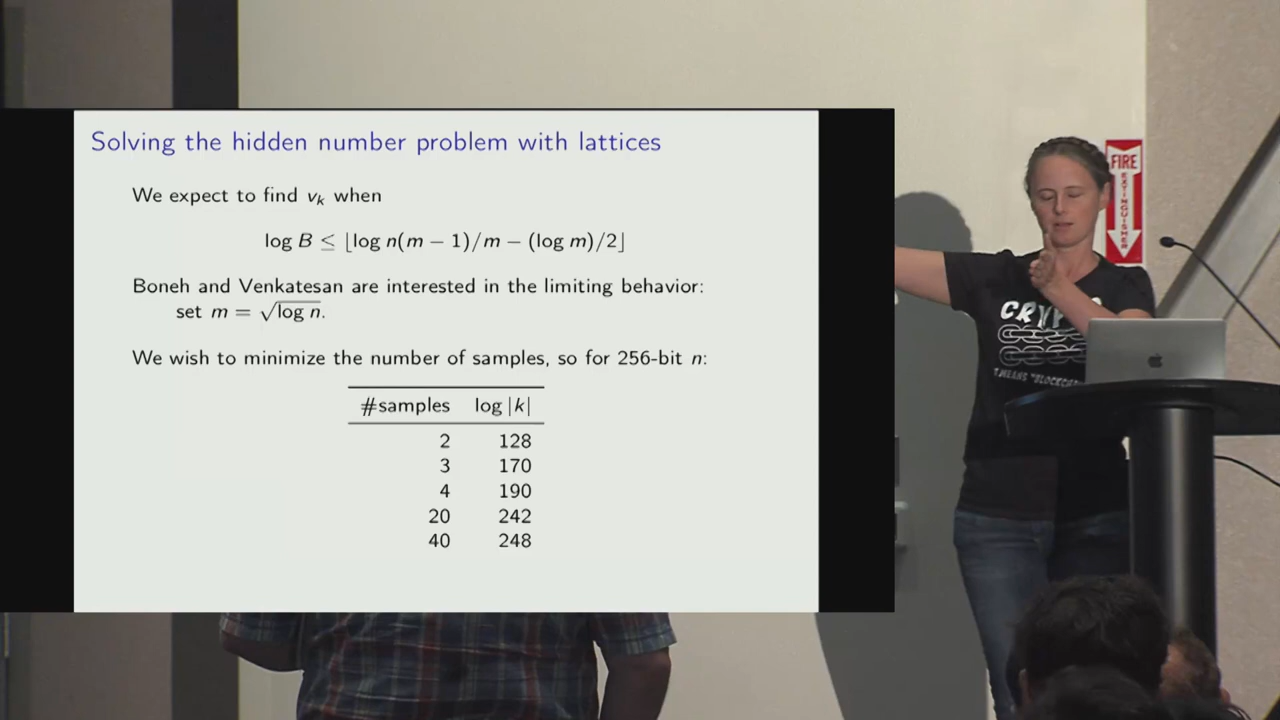 Solving the hidden number problem with lattices
We expect to find vₖ when
log B ≤ ⌊log n(m − 1)/m − (log m)/2⌋
Boneh and Venkatesan are interested in the limiting behavior:
set m = √log n.
We wish to minimize the number of samples, so for 256-bit n:
#samples log |k|
2 128
3 170
4 190
20 242
40 248
FIRE
EXTINGUISHER